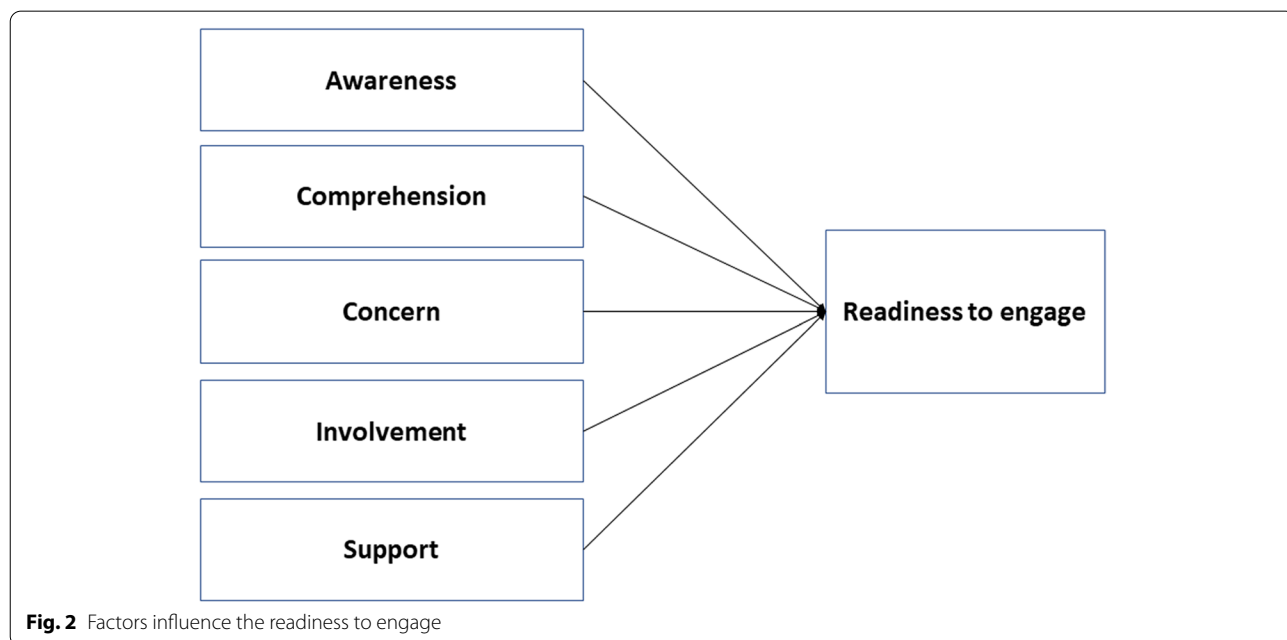 Awareness
Comprehension
Concern
Readiness to engage
Involvement
Support
Fig. 2 Factors influence the readiness to engage